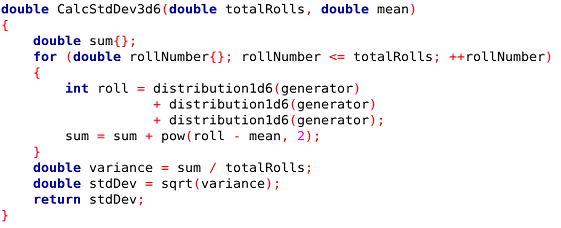 double CalcStdDev3d6(double totalRolls, double mean)
{
    double sum{};
    for (double rollNumber{}; rollNumber <= totalRolls; ++rollNumber)
    {
        int roll = distribution1d6(generator)
                   + distribution1d6(generator)
                   + distribution1d6(generator);
        sum = sum + pow(roll - mean, 2);
    }
    double variance = sum / totalRolls;
    double stdDev = sqrt(variance);
    return stdDev;
}